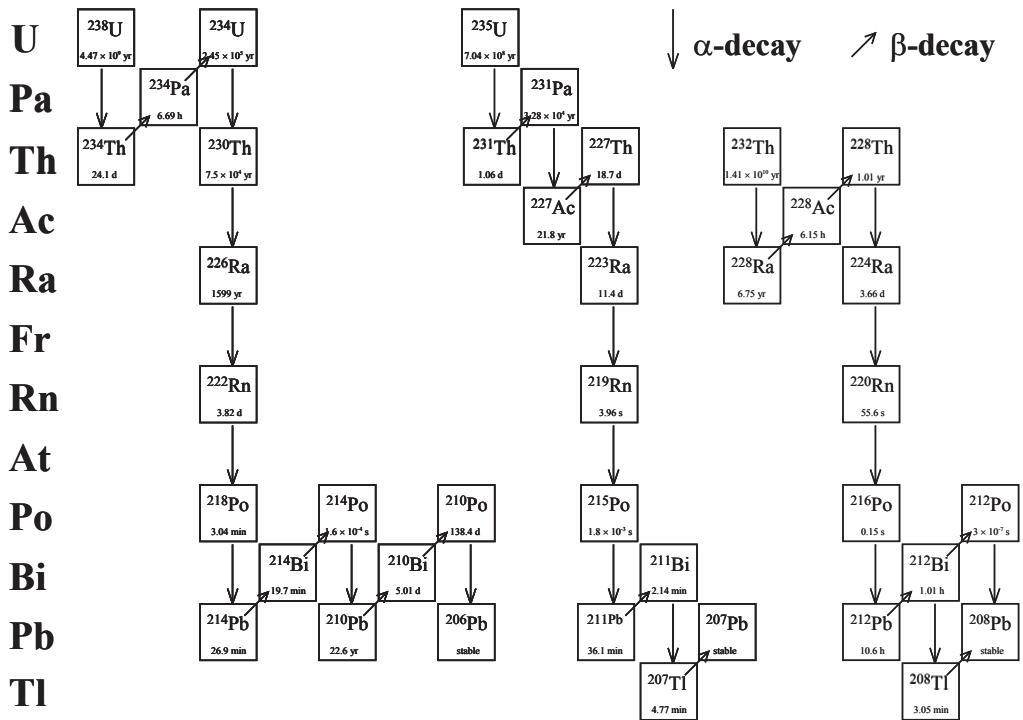 U
²³⁸U
4.47 × 10⁹ yr
²³⁴U
2.45 × 10⁵ yr
²³⁵U
7.04 × 10⁸ yr
α-decay
β-decay
Pa
²³⁴Pa
6.69 h
²³¹Pa
3.28 × 10⁴ yr
Th
²³⁴Th
24.1 d
²³⁰Th
7.5 × 10⁴ yr
²³¹Th
1.06 d
²²⁷Th
18.7 d
²³²Th
1.41 × 10¹⁰ yr
²²⁸Th
1.01 yr
Ac
²²⁷Ac
21.8 yr
²²⁸Ac
6.15 h
Ra
²²⁶Ra
1599 yr
²²³Ra
11.4 d
²²⁸Ra
6.75 yr
²²⁴Ra
3.66 d
Fr
Rn
²²²Rn
3.82 d
²¹⁹Rn
3.96 s
²²⁰Rn
55.6 s
At
Po
²¹⁸Po
3.04 min
²¹⁴Po
1.6 × 10⁻⁴ s
²¹⁰Po
138.4 d
²¹⁵Po
1.8 × 10⁻³ s
²¹⁶Po
0.15 s
²¹²Po
3 × 10⁻⁷ s
Bi
²¹⁴Bi
19.7 min
²¹⁰Bi
5.01 d
²¹¹Bi
2.14 min
²¹²Bi
1.01 h
Pb
²¹⁴Pb
26.9 min
²¹⁰Pb
22.6 yr
²⁰⁶Pb
stable
²¹¹Pb
36.1 min
²⁰⁷Pb
stable
²¹²Pb
10.6 h
²⁰⁸Pb
stable
Tl
²⁰⁷Tl
4.77 min
²⁰⁸Tl
3.05 min